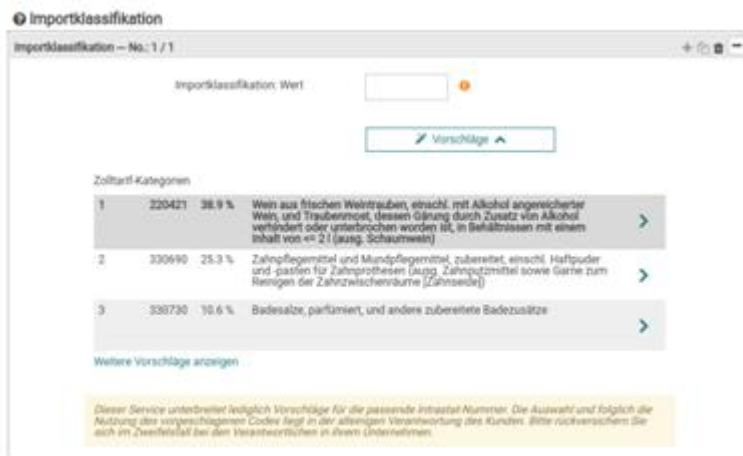 Importklassifikation
Importklassifikation — No.: 1 / 1
Importklassifikation: Wert
Vorschläge
Zolltarif-Kategorien
1 220421 38.9 % Wein aus frischen Weintrauben, einschl. mit Alkohol angereicherter
Wein, und Traubenmost, dessen Gärung durch Zusatz von Alkohol
verhindert oder unterbrochen worden ist, in Behältnissen mit einem
Inhalt von <= 2 l (ausg. Schaumwein)
2 330690 25.3 % Zahnpflegemittel und Mundpflegemittel, zubereitet, einschl. Haftpuder
und -pasten für Zahnprothesen (ausg. Zahnputzmittel sowie Garne zum
Reinigen der Zahnzwischenräume [Zahnseide])
3 330730 10.6 % Badesalze, parfümiert, und andere zubereitete Badezusätze
Weitere Vorschläge anzeigen
Dieser Service unterbreitet lediglich Vorschläge für die passende Intrastat-Nummer. Die Auswahl und folglich die
Nutzung des vorgeschlagenen Codes liegt in der alleinigen Verantwortung des Kunden. Bitte rückversichern Sie
sich im Zweifelsfall bei den Verantwortlichen in Ihrem Unternehmen.